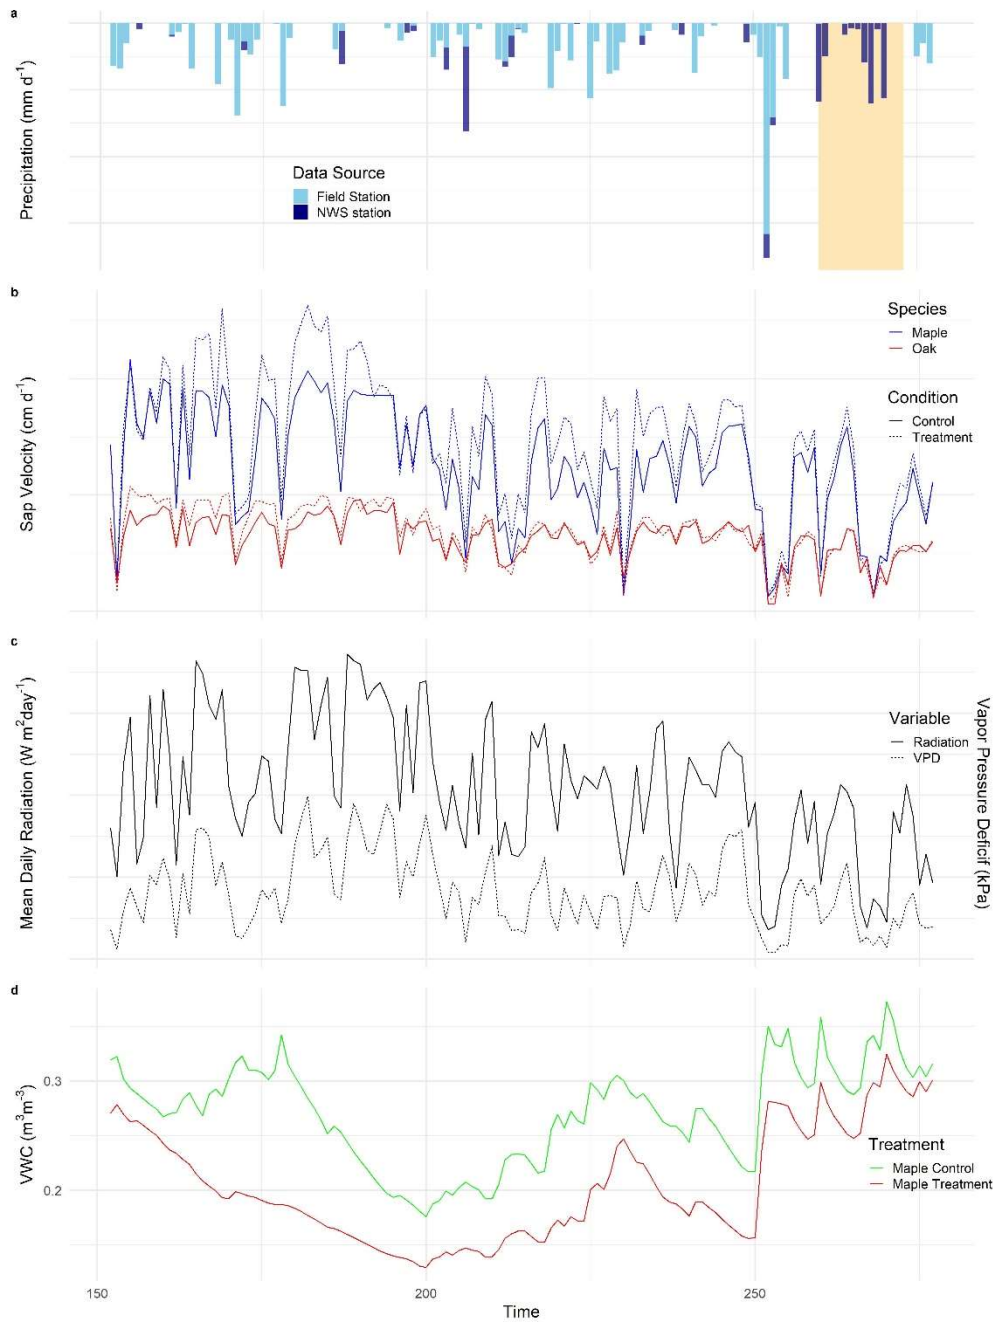 a
Precipitation (mm d⁻¹)
Data Source
Field Station
NWS station
b
Sap Velocity (cm d⁻¹)
Species
Maple
Oak
Condition
Control
Treatment
c
Mean Daily Radiation (W m²day⁻¹)
Vapor Pressure Deficif (kPa)
Variable
Radiation
VPD
d
VWC (m³m⁻³)
0.3
0.2
Treatment
Maple Control
Maple Treatment
150
200
250
Time